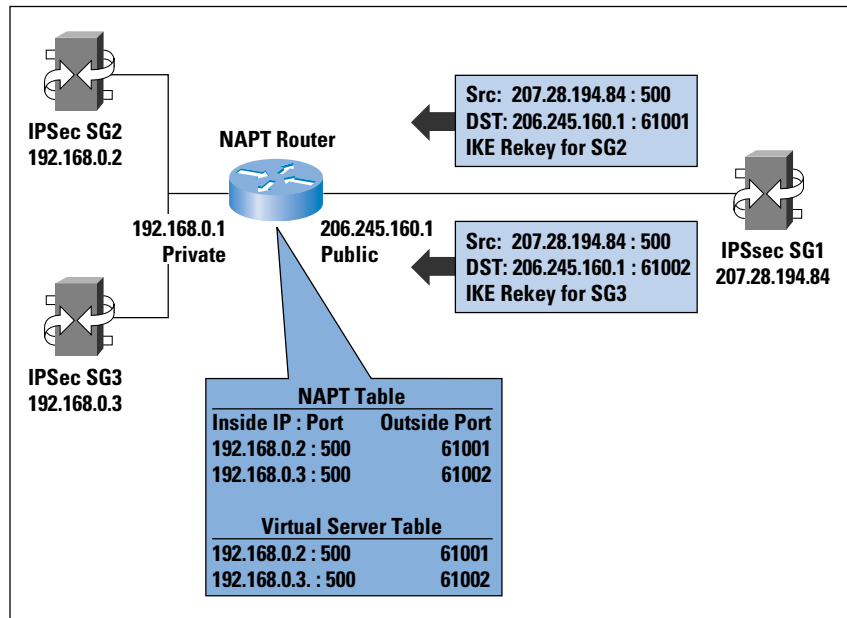 IPSec SG2
192.168.0.2
NAPT Router
Src: 207.28.194.84 : 500
DST: 206.245.160.1 : 61001
IKE Rekey for SG2
192.168.0.1
Private
206.245.160.1
Public
Src: 207.28.194.84 : 500
DST: 206.245.160.1 : 61002
IKE Rekey for SG3
IPSsec SG1
207.28.194.84
IPSec SG3
192.168.0.3
NAPT Table
Inside IP : Port Outside Port
192.168.0.2 : 500 61001
192.168.0.3 : 500 61002
Virtual Server Table
192.168.0.2 : 500 61001
192.168.0.3. : 500 61002